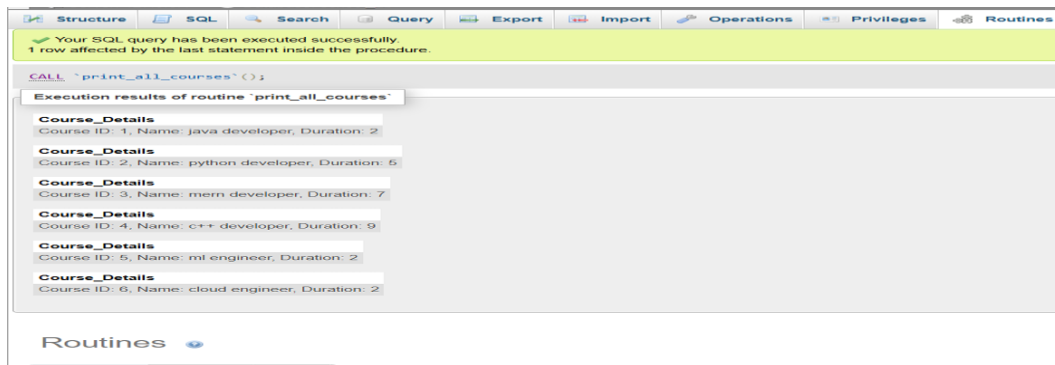 Structure SQL Search Query Export Import Operations Privileges Routines
Your SQL query has been executed successfully.
1 row affected by the last statement inside the procedure.
CALL `print_all_courses`();
Execution results of routine `print_all_courses`
Course_Details
Course ID: 1, Name: java developer, Duration: 2
Course_Details
Course ID: 2, Name: python developer, Duration: 5
Course_Details
Course ID: 3, Name: mern developer, Duration: 7
Course_Details
Course ID: 4, Name: c++ developer, Duration: 9
Course_Details
Course ID: 5, Name: ml engineer, Duration: 2
Course_Details
Course ID: 6, Name: cloud engineer, Duration: 2
Routines